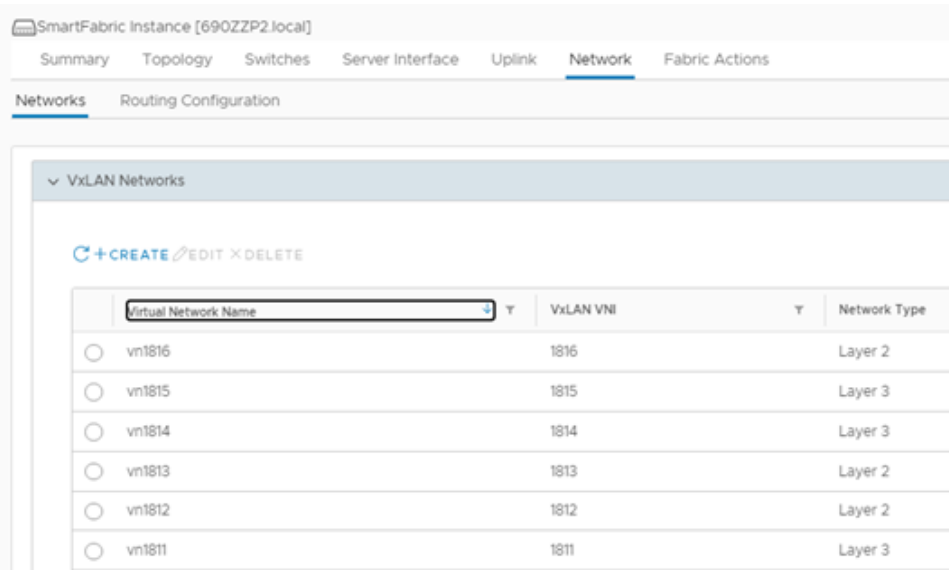 SmartFabric Instance [690ZZP2.local]
Summary Topology Switches Server Interface Uplink Network Fabric Actions
Networks Routing Configuration
VxLAN Networks
+CREATE EDIT ×DELETE
Virtual Network Name VxLAN VNI Network Type
vn1816 1816 Layer 2
vn1815 1815 Layer 3
vn1814 1814 Layer 3
vn1813 1813 Layer 2
vn1812 1812 Layer 2
vn1811 1811 Layer 3